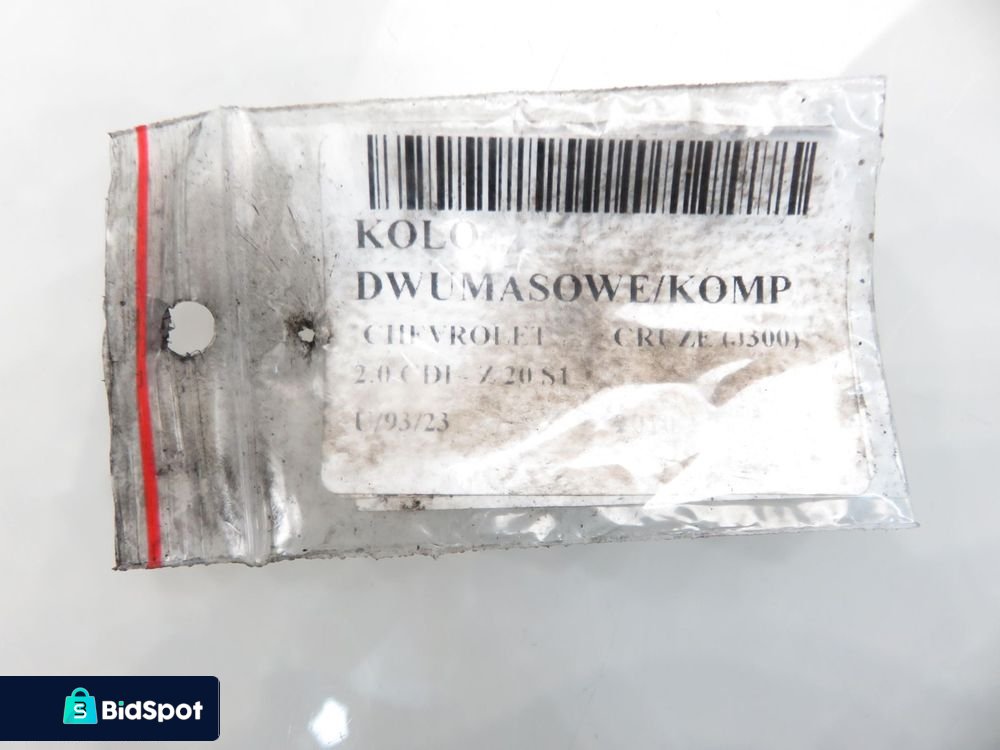 KOLO
DWUMASOWE/KOMP
CHEVROLET CRUZE (J300)
2.0 CDI - Z 20 S1
U/93/23
BidSpot